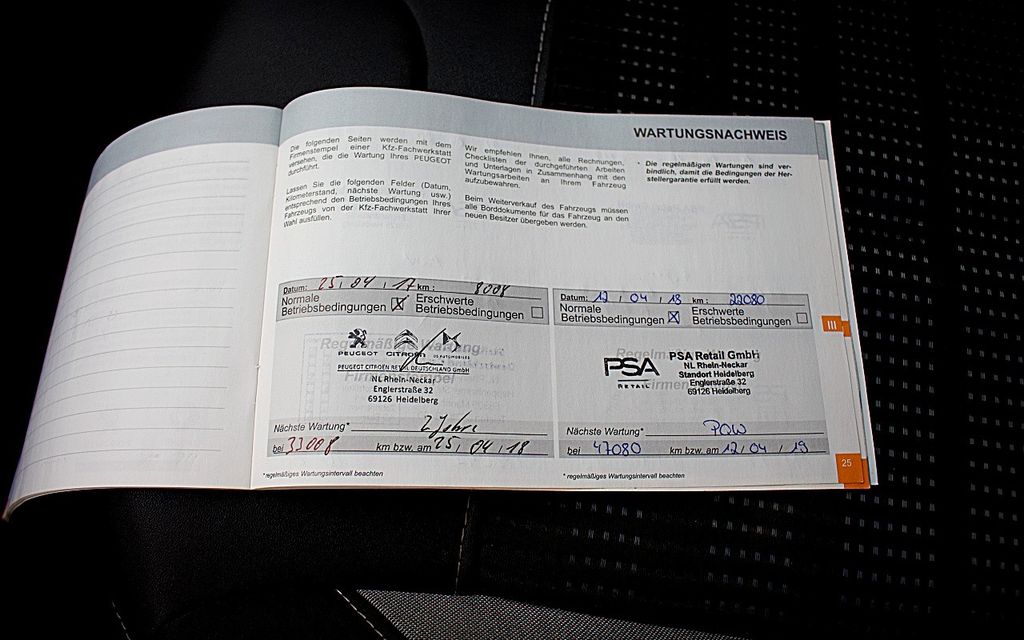 WARTUNGSNACHWEIS
Die folgenden Seiten werden mit dem
Firmenstempel einer Kfz-Fachwerkstatt
versehen, die die Wartung Ihres PEUGEOT
durchführt.
Lassen Sie die folgenden Felder (Datum,
Kilometerstand, nächste Wartung usw.)
entsprechend den Betriebsbedingungen Ihres
Fahrzeugs von der Kfz-Fachwerkstatt Ihrer
Wahl ausfüllen.
Wir empfehlen Ihnen, alle Rechnungen,
Checklisten der durchgeführten Arbeiten
und Unterlagen in Zusammenhang mit den
Wartungsarbeiten an Ihrem Fahrzeug
aufzubewahren.
Beim Weiterverkauf des Fahrzeugs müssen
alle Borddokumente für das Fahrzeug an den
neuen Besitzer übergeben werden.
* Die regelmäßigen Wartungen sind ver-
bindlich, damit die Bedingungen der Her-
stellergarantie erfüllt werden.
Datum: 25, 04, 17 km: 8008
Normale
Betriebsbedingungen X
Erschwerte
Betriebsbedingungen
Regelmäßige Wartung
PEUGEOT CITROËN DS AUTOMOBILES
PEUGEOT CITROEN RETAIL DEUTSCHLAND GmbH
NL Rhein-Neckar
Englerstraße 32
69126 Heidelberg
Nächste Wartung* 2 Jahre
bei 33008 km bzw. am 25, 04, 18
* regelmäßiges Wartungsintervall beachten
Datum: 12, 04, 18 km: 22080
Normale
Betriebsbedingungen X
Erschwerte
Betriebsbedingungen
PSA
RETAIL
PSA Retail GmbH
NL Rhein-Neckar
Standort Heidelberg
Englerstraße 32
69126 Heidelberg
Nächste Wartung*
bei 47080 km bzw. am 12, 04, 19
* regelmäßiges Wartungsintervall beachten
III
25